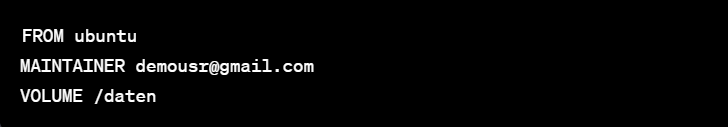 FROM ubuntu
MAINTAINER demousr@gmail.com
VOLUME /daten